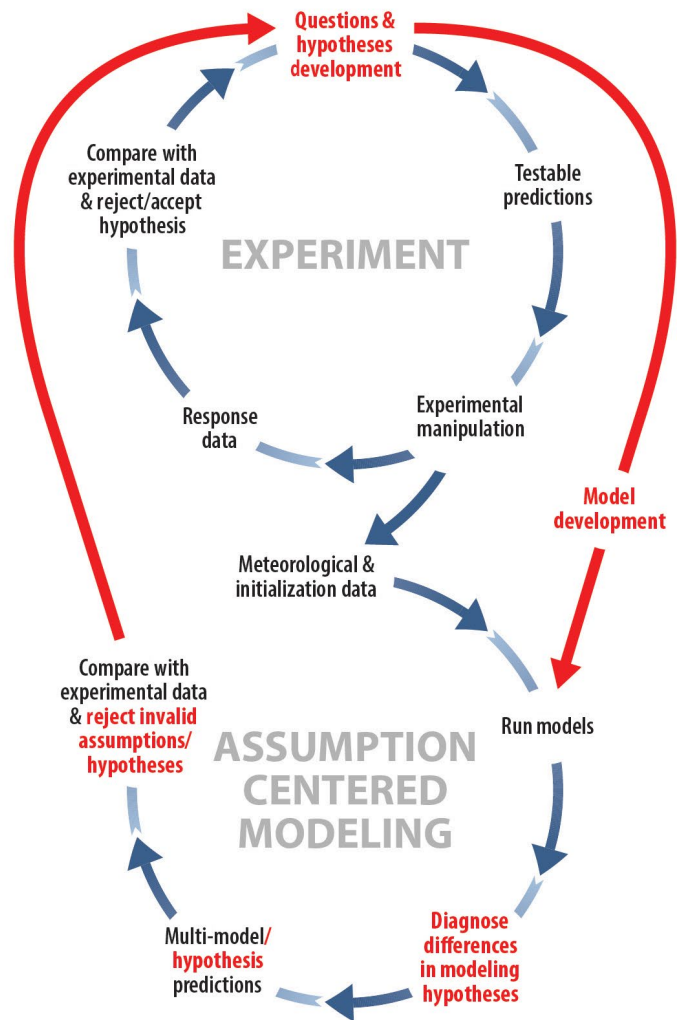 Questions &
hypotheses
development
Testable
predictions
Compare with
experimental data
& reject/accept
hypothesis
EXPERIMENT
Experimental
manipulation
Response
data
Model
development
Meteorological &
initialization data
Run models
Compare with
experimental data
& reject invalid
assumptions/
hypotheses
ASSUMPTION
CENTERED
MODELING
Diagnose
differences
in modeling
hypotheses
Multi-model/
hypothesis
predictions